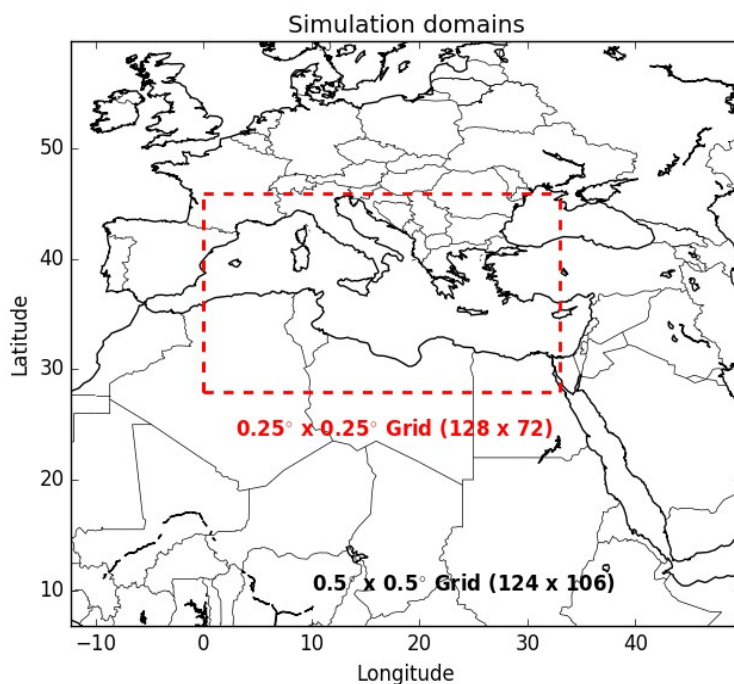 Simulation domains
50
40
30
20
10
Latitude
0.25° x 0.25° Grid (128 x 72)
0.5° x 0.5° Grid (124 x 106)
−10
0
10
20
30
40
Longitude